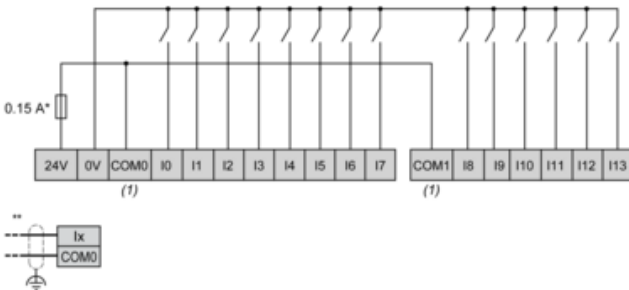 0.15 A*
24V 0V COM0 I0 I1 I2 I3 I4 I5 I6 I7 COM1 I8 I9 I10 I11 I12 I13
(1) (1)
**
Ix
COM0